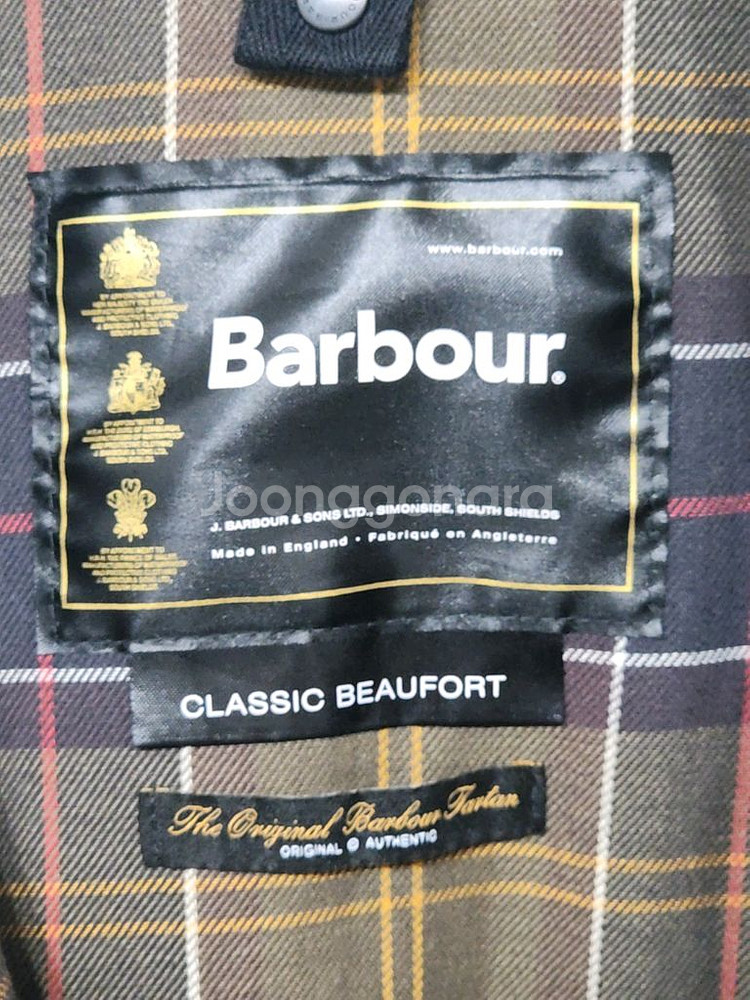 www.barbour.com
Barbour®
Joonggonara
J. BARBOUR & SONS LTD., SIMONSIDE, SOUTH SHIELDS
Made in England · Fabriqué en Angleterre
CLASSIC BEAUFORT
The Original Barbour Tartan
ORIGINAL @ AUTHENTIC